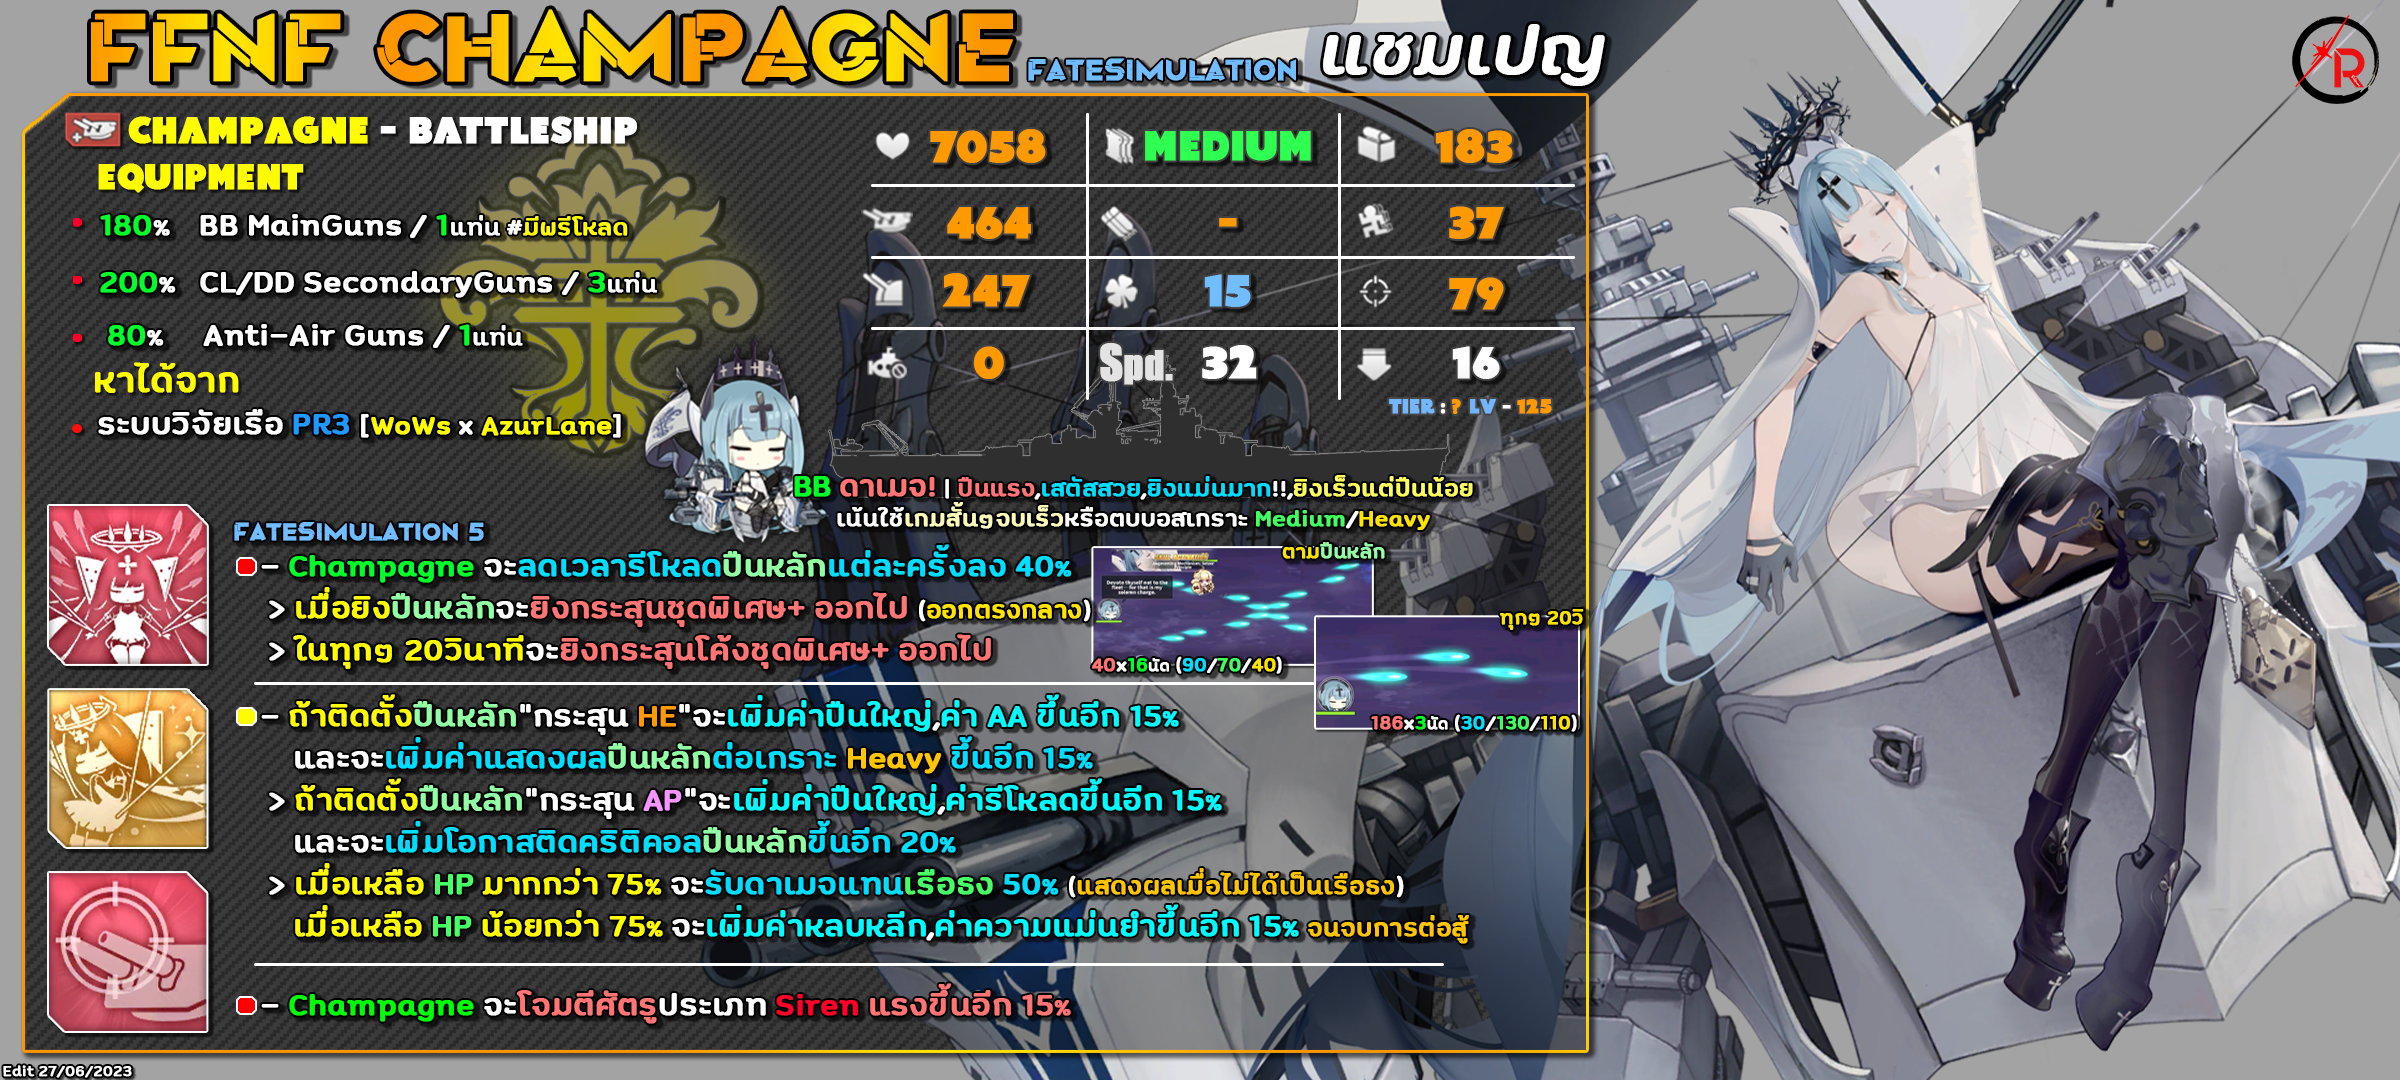 FFNF CHAMPAGNE FATESIMULATION แชมเปญ
R
CHAMPAGNE - BATTLESHIP
EQUIPMENT
180% BB MainGuns / 1แท่น #มีพรีโหลด
200% CL/DD SecondaryGuns / 3แท่น
80% Anti-Air Guns / 1แท่น
หาได้จาก
ระบบวิจัยเรือ PR3 [WoWs x AzurLane]
7058 MEDIUM 183
464 - 37
247 15 79
0 Spd. 32 16
TIER : ? LV - 125
BB ดาเมจ! | ปืนแรง,เสตัสสวย,ยิงแม่นมาก!!,ยิงเร็วแต่ปืนน้อย
เน้นใช้เกมสั้นๆจบเร็วหรือตบบอสเกราะ Medium/Heavy
FATESIMULATION 5
- Champagne จะลดเวลารีโหลดปืนหลักแต่ละครั้งลง 40%
> เมื่อยิงปืนหลักจะยิงกระสุนชุดพิเศษ+ ออกไป (ออกตรงกลาง)
> ในทุกๆ 20วินาทีจะยิงกระสุนโค้งชุดพิเศษ+ ออกไป
ตามปืนหลัก
Devote thyself not to the
fleet - for that is my
solemn charge.
40x16นัด (90/70/40)
ทุกๆ 20วิ
186x3นัด (30/130/110)
- ถ้าติดตั้งปืนหลัก"กระสุน HE"จะเพิ่มค่าปืนใหญ่,ค่า AA ขึ้นอีก 15%
และจะเพิ่มค่าแสดงผลปืนหลักต่อเกราะ Heavy ขึ้นอีก 15%
> ถ้าติดตั้งปืนหลัก"กระสุน AP"จะเพิ่มค่าปืนใหญ่,ค่ารีโหลดขึ้นอีก 15%
และจะเพิ่มโอกาสติดคริติคอลปืนหลักขึ้นอีก 20%
> เมื่อเหลือ HP มากกว่า 75% จะรับดาเมจแทนเรือธง 50% (แสดงผลเมื่อไม่ได้เป็นเรือธง)
เมื่อเหลือ HP น้อยกว่า 75% จะเพิ่มค่าหลบหลีก,ค่าความแม่นยำขึ้นอีก 15% จนจบการต่อสู้
- Champagne จะโจมตีศัตรูประเภท Siren แรงขึ้นอีก 15%
Edit 27/06/2023